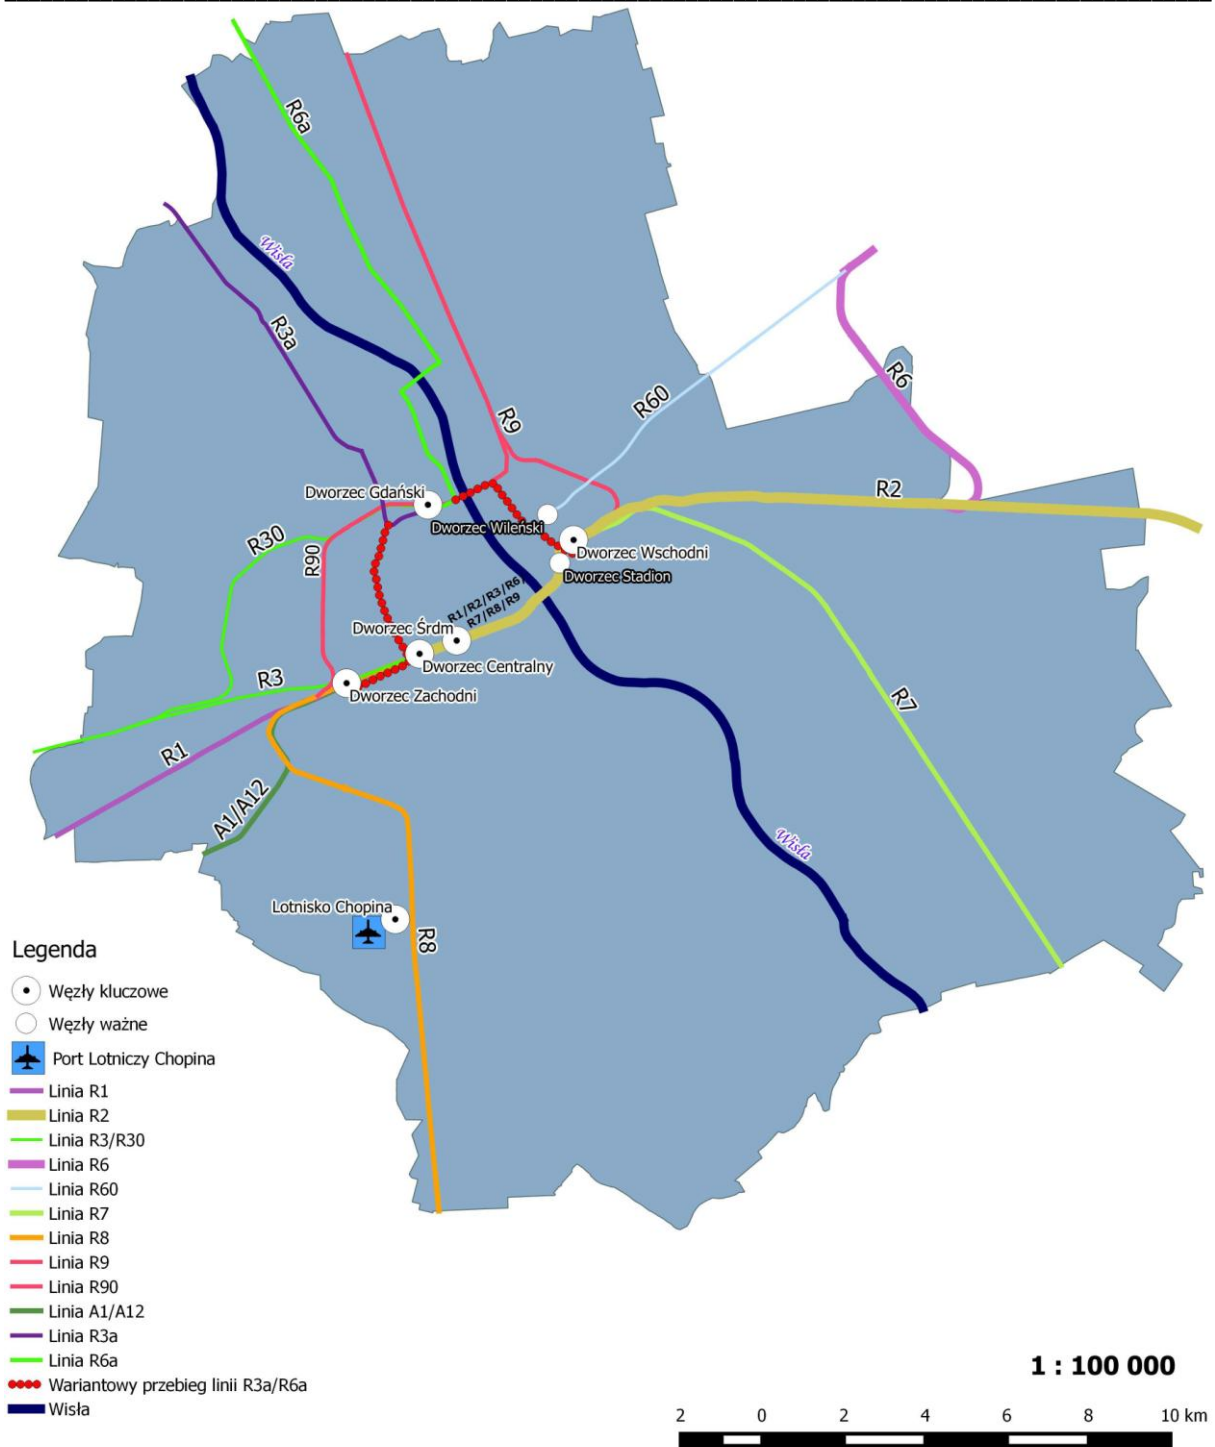 R6a
Wisła
R3a
R6
R60
R9
R2
Dworzec Gdański
Dworzec Wileński
R30
R90
Dworzec Wschodni
Dworzec Stadion
R1/R2/R3/R6/
R7/R8/R9
Dworzec Śrdm
Dworzec Centralny
R3
Dworzec Zachodni
R7
R1
A1/A12
Wisła
Lotnisko Chopina
R8
Legenda
Węzły kluczowe
Węzły ważne
Port Lotniczy Chopina
Linia R1
Linia R2
Linia R3/R30
Linia R6
Linia R60
Linia R7
Linia R8
Linia R9
Linia R90
Linia A1/A12
Linia R3a
Linia R6a
Wariantowy przebieg linii R3a/R6a
Wisła
1 : 100 000
2 0 2 4 6 8 10 km